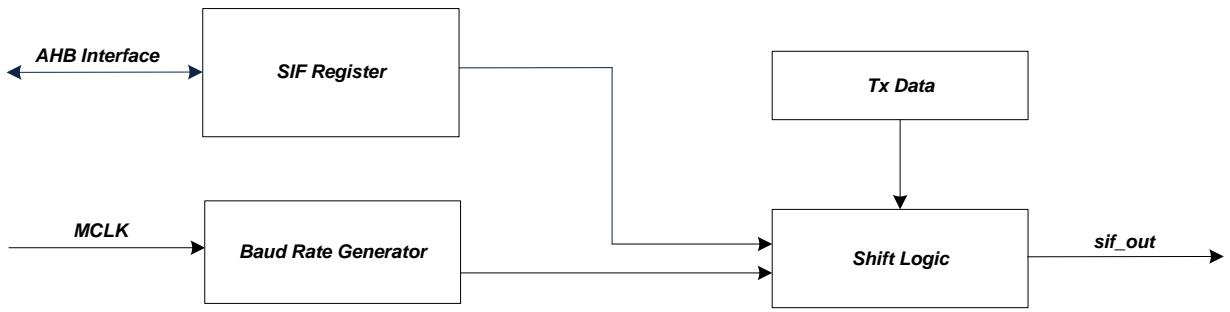 AHB Interface
SIF Register
Tx Data
MCLK
Baud Rate Generator
Shift Logic
sif_out